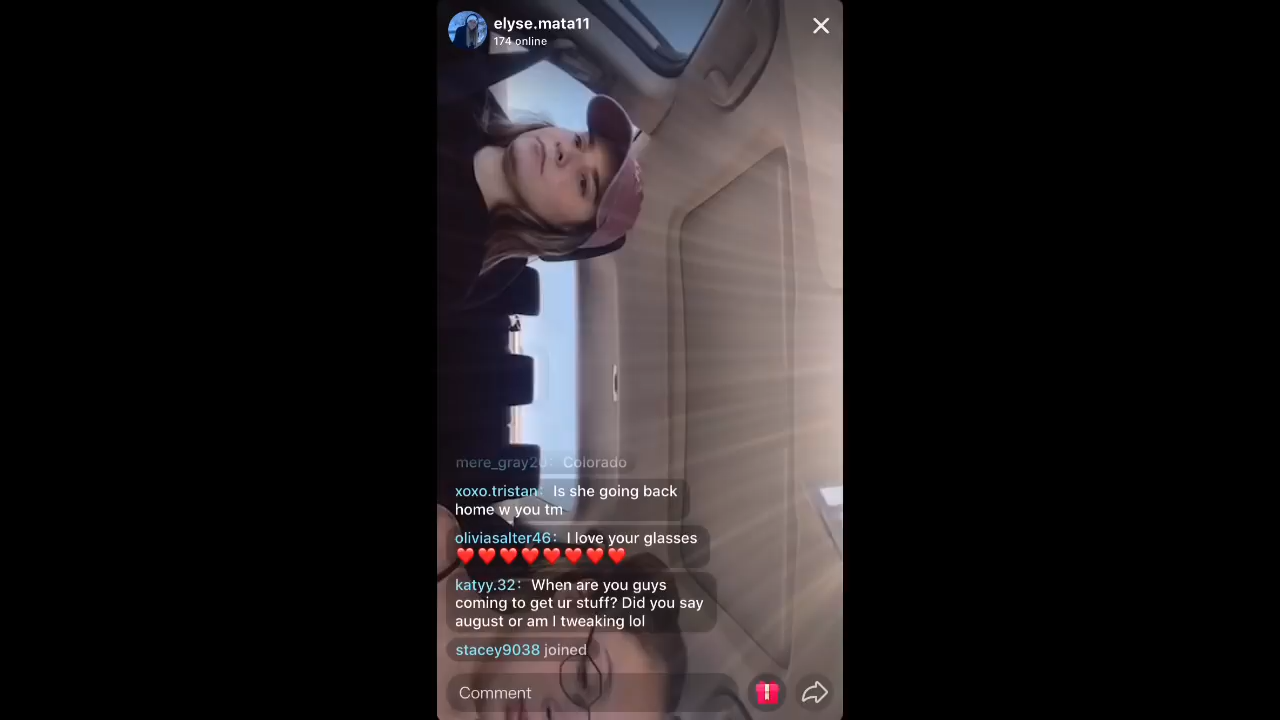 elyse.mata11
174 online
mere_gray20: Colorado
xoxo.tristan: Is she going back
home w you tm
oliviasalter46: I love your glasses
❤️❤️❤️❤️❤️❤️❤️❤️
katyy.32: When are you guys
coming to get ur stuff? Did you say
august or am I tweaking lol
stacey9038 joined
Comment